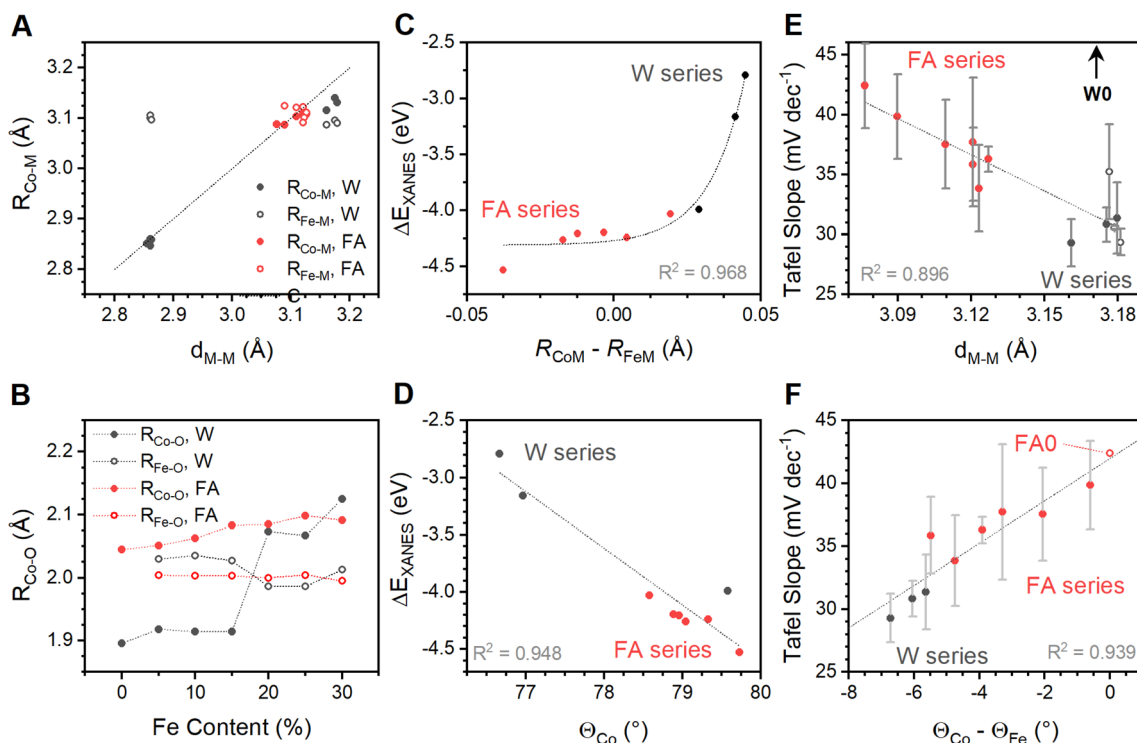 A
R_Co-M (Å)
3.2
3.1
3.0
2.9
2.8
R_Co-M, W
R_Fe-M, W
R_Co-M, FA
R_Fe-M, FA
C
2.8 2.9 3.0 3.1 3.2
d_M-M (Å)
B
R_Co-O (Å)
2.2
2.1
2.0
1.9
R_Co-O, W
R_Fe-O, W
R_Co-O, FA
R_Fe-O, FA
0 10 20 30
Fe Content (%)
C
ΔE_XANES (eV)
-2.5
-3.0
-3.5
-4.0
-4.5
W series
FA series
R² = 0.968
-0.05 0.00 0.05
R_CoM - R_FeM (Å)
D
ΔE_XANES (eV)
-2.5
-3.0
-3.5
-4.0
-4.5
W series
FA series
R² = 0.948
77 78 79 80
Θ_Co (°)
E
Tafel Slope (mV dec⁻¹)
45
40
35
30
25
FA series
W0
W series
R² = 0.896
3.09 3.12 3.15 3.18
d_M-M (Å)
F
Tafel Slope (mV dec⁻¹)
45
40
35
30
25
FA0
FA series
W series
R² = 0.939
-8 -6 -4 -2 0
Θ_Co - Θ_Fe (°)